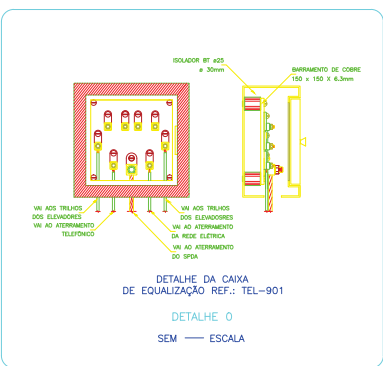 ISOLADOR BT ø25
ø 30mm
BARRAMENTO DE COBRE
150 x 150 X 6,3mm
VAI AOS TRILHOS
DOS ELEVADORES
VAI AO ATERRAMENTO
TELEFÔNICO
VAI AOS TRILHOS
DOS ELEVADSORES
VAI AO ATERRAMENTO
DA REDE ELÉTRICA
VAI AO ATERRAMENTO
DO SPDA
DETALHE DA CAIXA
DE EQUALIZAÇÃO REF.: TEL-901
DETALHE O
SEM — ESCALA